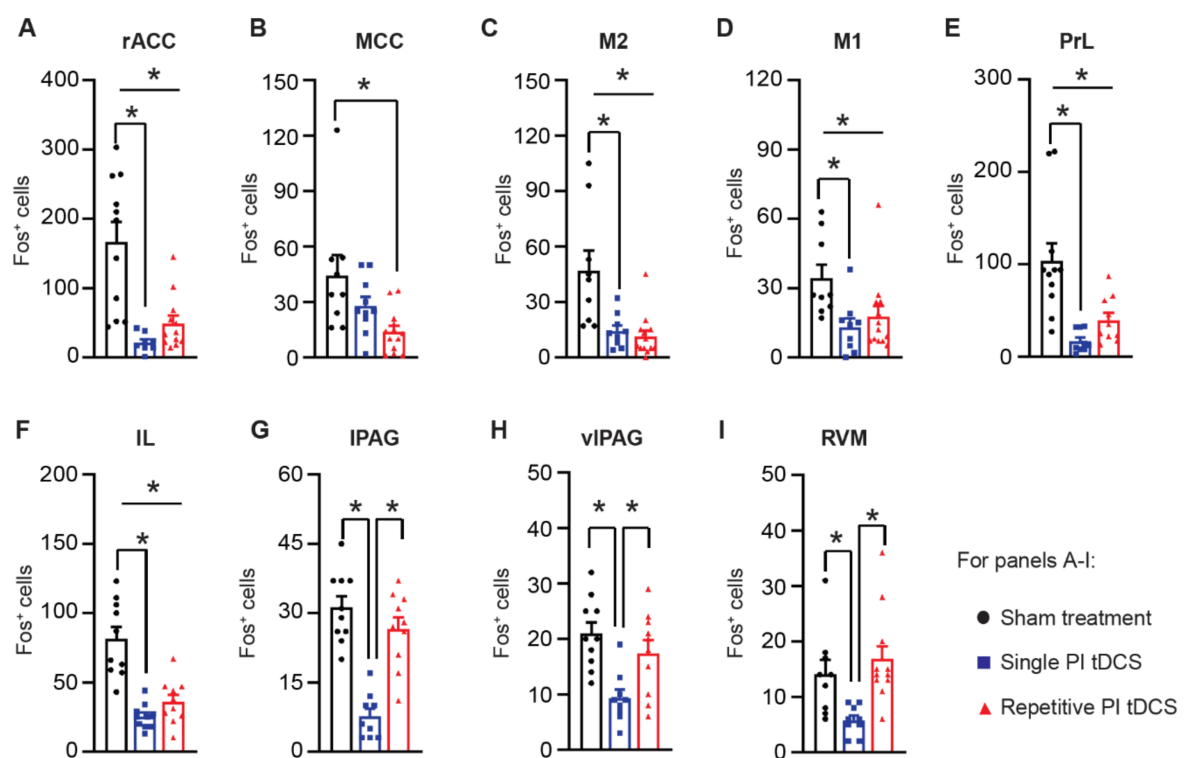 A
rACC
400
300
200
100
0
Fos⁺ cells
*
*
B
MCC
150
120
90
60
30
0
Fos⁺ cells
*
C
M2
150
120
90
60
30
0
Fos⁺ cells
*
*
D
M1
120
90
60
30
0
Fos⁺ cells
*
*
E
PrL
300
200
100
0
Fos⁺ cells
*
*
F
IL
200
150
100
50
0
Fos⁺ cells
*
*
G
lPAG
60
45
30
15
0
Fos⁺ cells
*
*
H
vlPAG
50
40
30
20
10
0
Fos⁺ cells
*
*
I
RVM
50
40
30
20
10
0
Fos⁺ cells
*
*
For panels A-I:
Sham treatment
Single PI tDCS
Repetitive PI tDCS